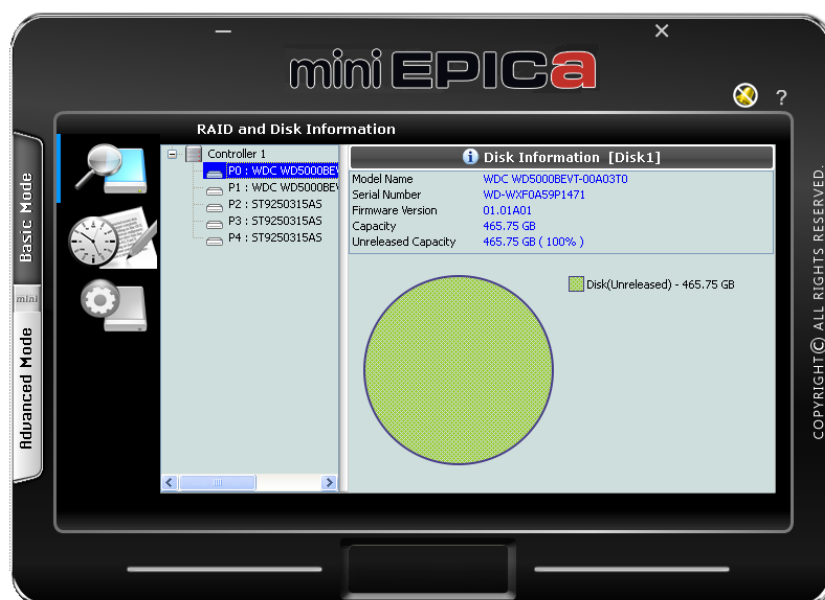 mini EPICa
?
RAID and Disk Information
Basic Mode
mini
Advanced Mode
Controller 1
P0 : WDC WD5000BEV
P1 : WDC WD5000BEV
P2 : ST9250315AS
P3 : ST9250315AS
P4 : ST9250315AS
Disk Information [Disk1]
Model Name WDC WD5000BEVT-00A03T0
Serial Number WD-WXF0A59P1471
Firmware Version 01.01A01
Capacity 465.75 GB
Unreleased Capacity 465.75 GB ( 100% )
Disk(Unreleased) - 465.75 GB
COPYRIGHT© ALL RIGHTS RESERVED.